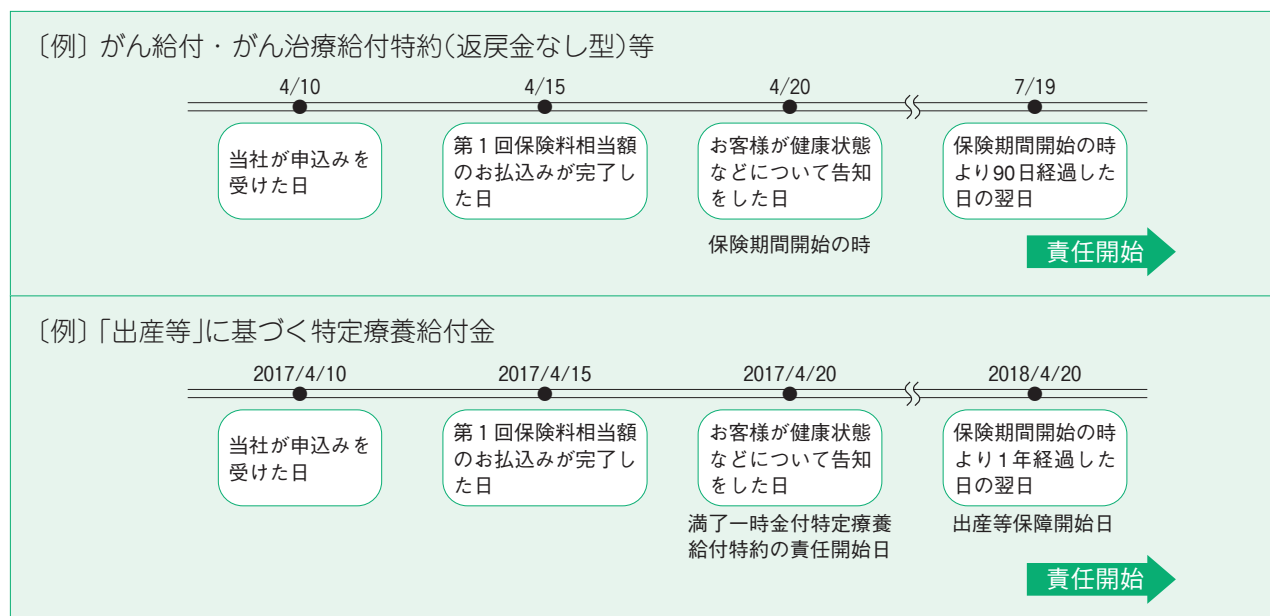 〔例〕がん給付・がん治療給付特約(返戻金なし型)等
4/10
4/15
4/20
7/19
当社が申込みを
受けた日
第1回保険料相当額
のお払込みが完了し
た日
お客様が健康状態
などについて告知
をした日
保険期間開始の時
より90日経過した
日の翌日
保険期間開始の時
責任開始
〔例〕「出産等」に基づく特定療養給付金
2017/4/10
2017/4/15
2017/4/20
2018/4/20
当社が申込みを
受けた日
第1回保険料相当額
のお払込みが完了し
た日
お客様が健康状態
などについて告知
をした日
保険期間開始の時
より1年経過した
日の翌日
満了一時金付特定療養
給付特約の責任開始日
出産等保障開始日
責任開始